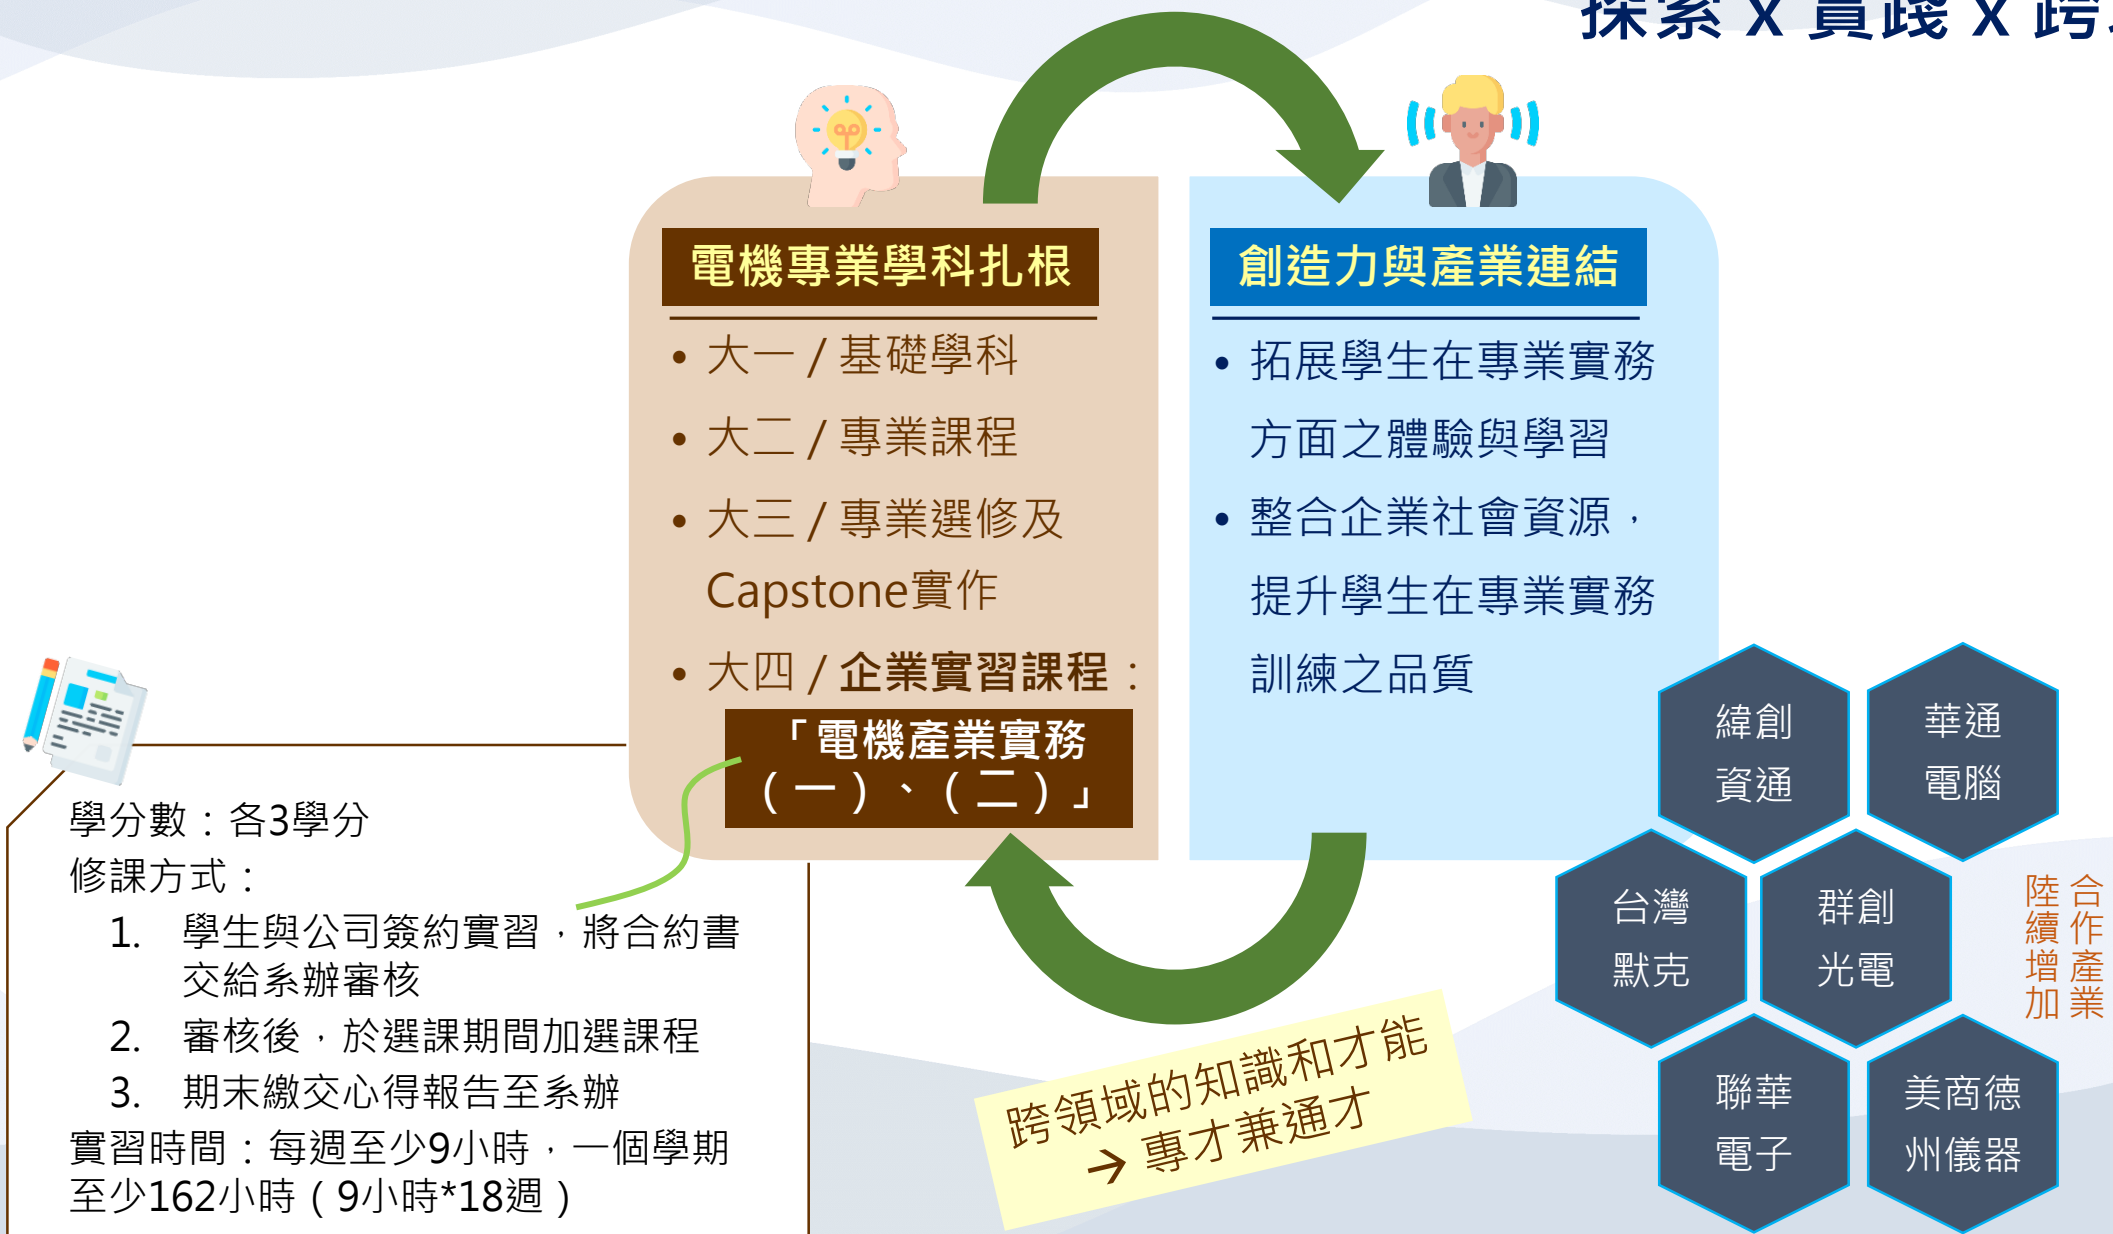 探索 x 實踐 x 跨
電機專業學科扎根
• 大一 / 基礎學科
• 大二 / 專業課程
• 大三 / 專業選修及
Capstone實作
• 大四 / 企業實習課程：
「電機產業實務
（一）、（二）」
創造力與產業連結
• 拓展學生在專業實務
方面之體驗與學習
• 整合企業社會資源，
提升學生在專業實務
訓練之品質
學分數：各3學分
修課方式：
1. 學生與公司簽約實習，將合約書
交給系辦審核
2. 審核後，於選課期間加選課程
3. 期末繳交心得報告至系辦
實習時間：每週至少9小時，一個學期
至少162小時（9小時*18週）
跨領域的知識和才能
→ 專才兼通才
緯創
資通
華通
電腦
台灣
默克
群創
光電
聯華
電子
美商德
州儀器
合作產業
陸續增加